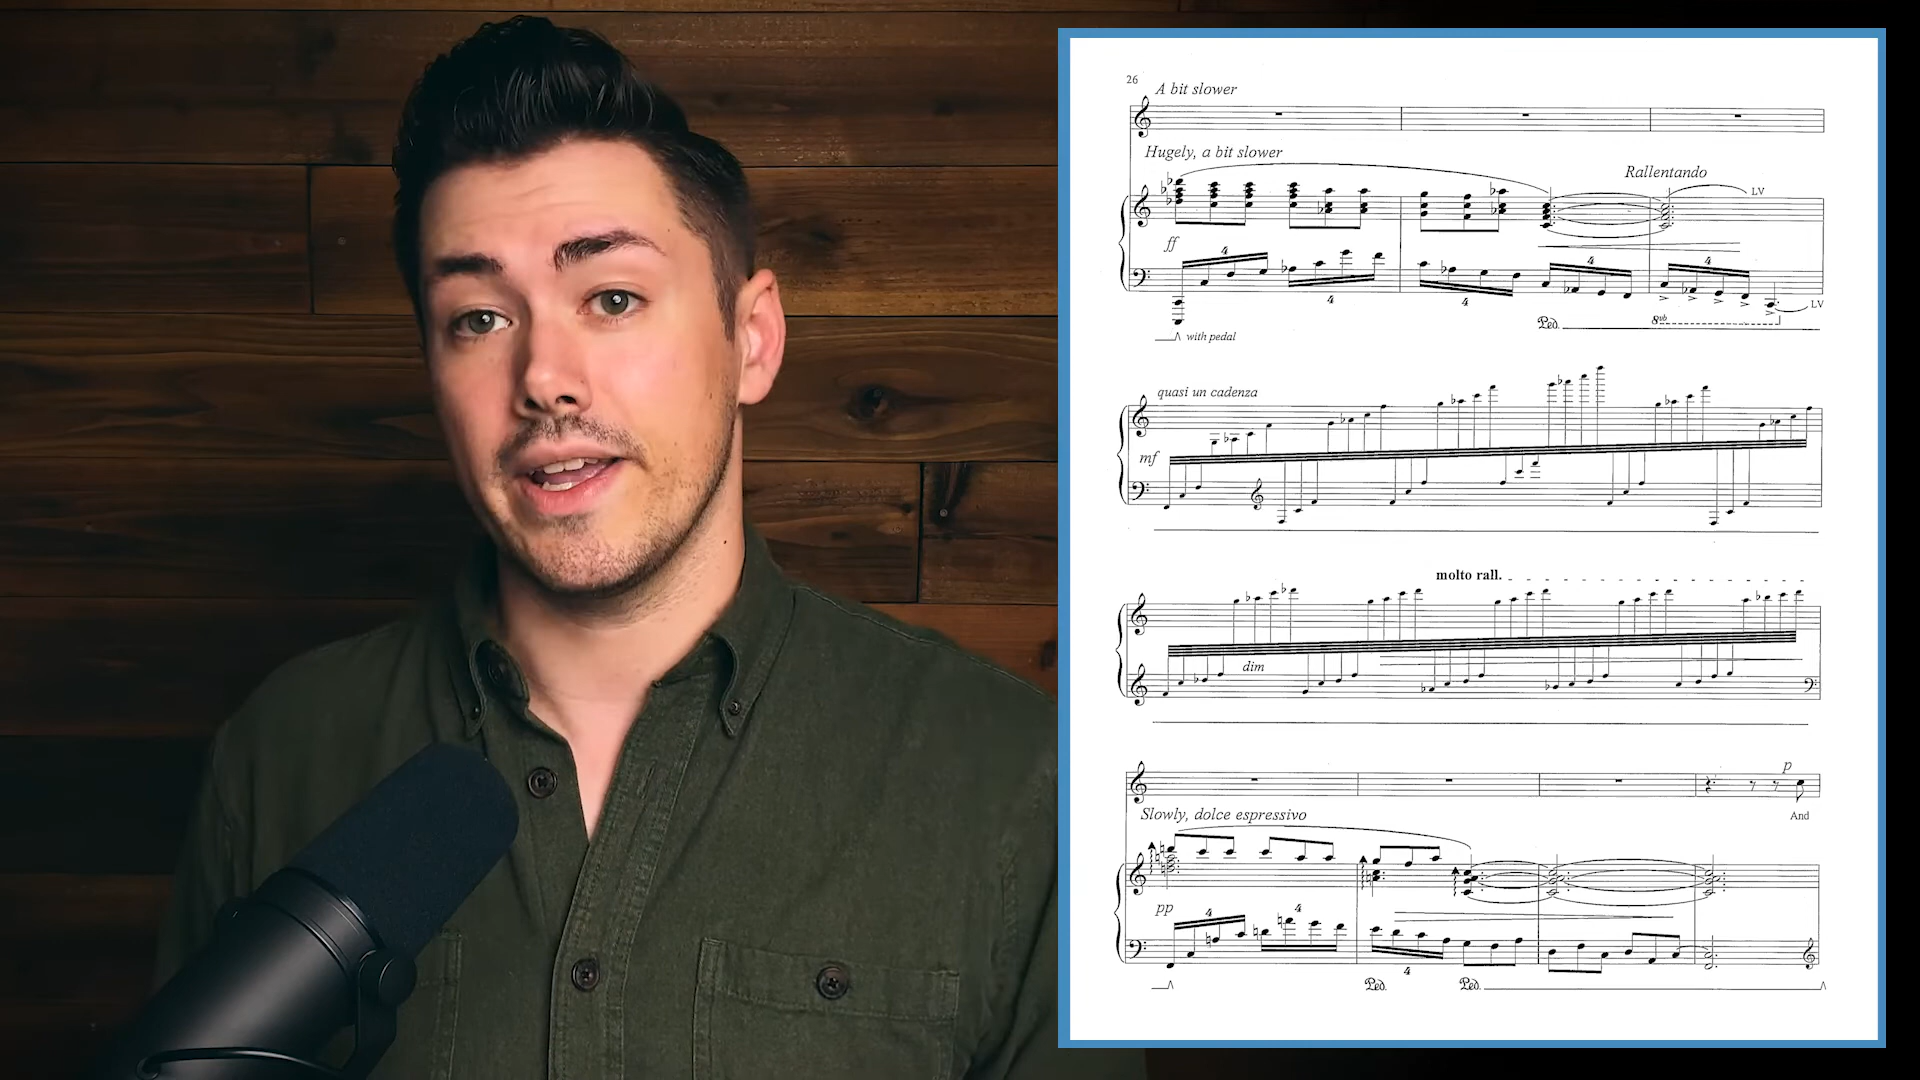 26
A bit slower
Hugely, a bit slower
Rallentando
LV
ff
4
4
4
4
4
LV
Ped.
8vb
with pedal
quasi un cadenza
mf
molto rall.
dim
p
Slowly, dolce espressivo
And
pp
4
4
4
Ped.
Ped.